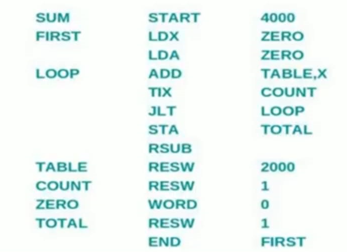 SUM START 4000
FIRST LDX ZERO
LDA ZERO
LOOP ADD TABLE,X
TIX COUNT
JLT LOOP
STA TOTAL
RSUB
TABLE RESW 2000
COUNT RESW 1
ZERO WORD 0
TOTAL RESW 1
END FIRST